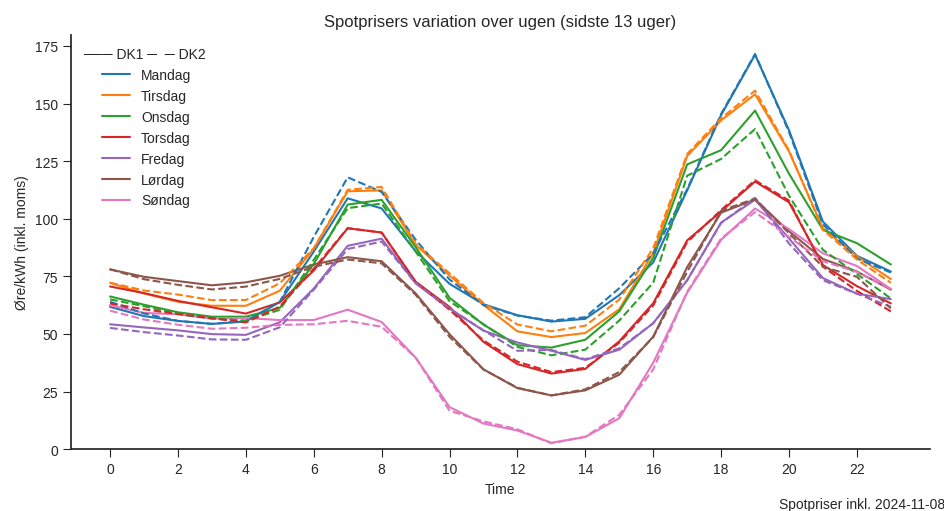 Spotprisers variation over ugen (sidste 13 uger)
DK1 DK2
Mandag
Tirsdag
Onsdag
Torsdag
Fredag
Lørdag
Søndag
Øre/kWh (inkl. moms)
175
150
125
100
75
50
25
0
0 2 4 6 8 10 12 14 16 18 20 22
Time
Spotpriser inkl. 2024-11-08